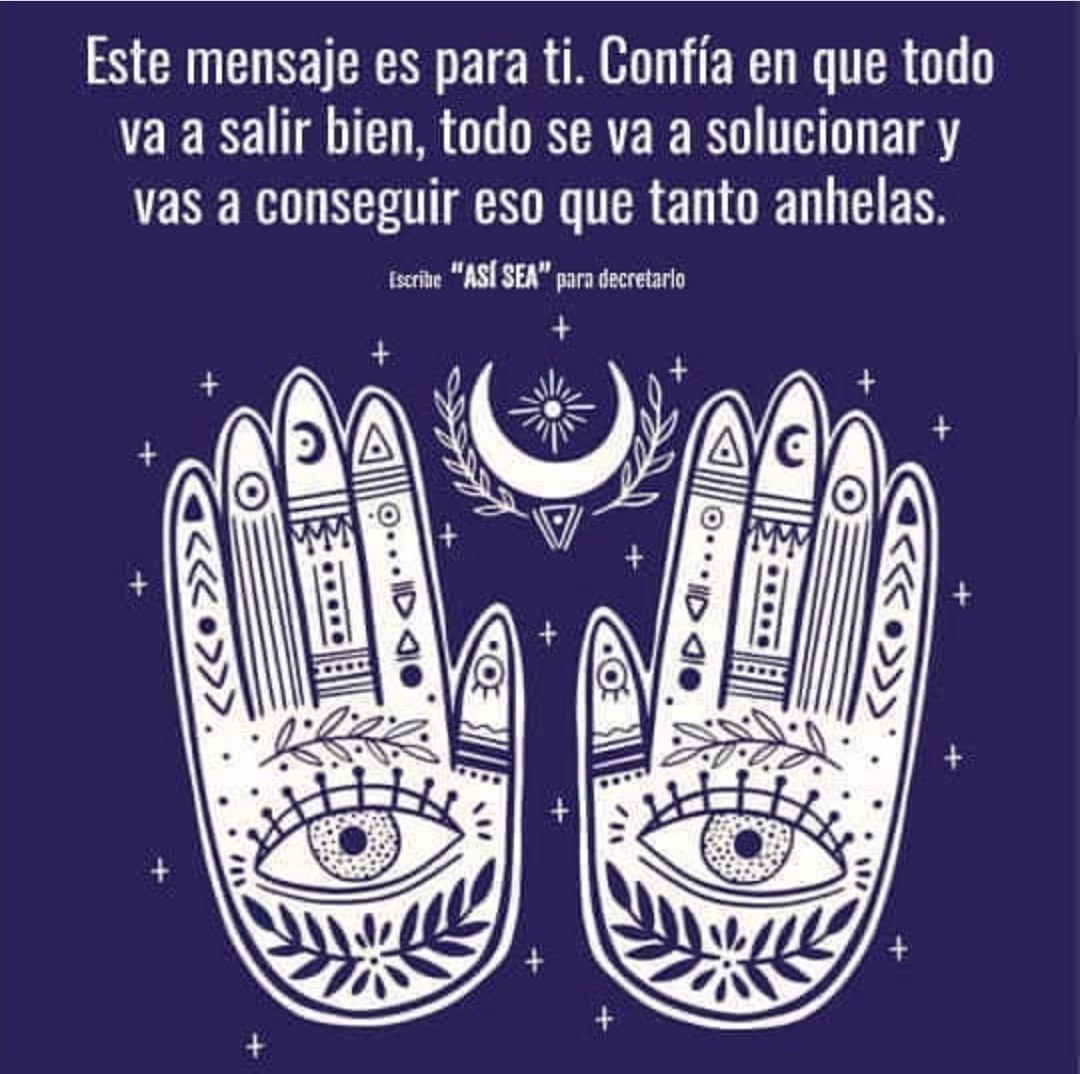 Este mensaje es para ti. Confía en que todo
va a salir bien, todo se va a solucionar y
vas a conseguir eso que tanto anhelas.
Escribe "ASÍ SEA" para decretarlo